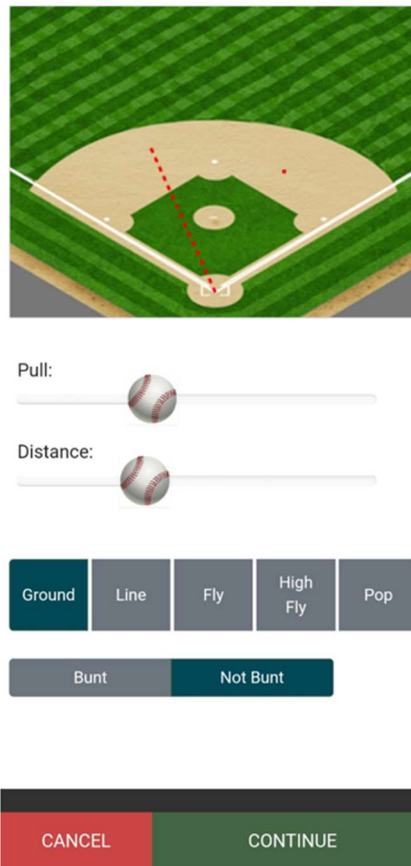 Pull:
Distance:
Ground
Line
Fly
High
Fly
Pop
Bunt
Not Bunt
CANCEL
CONTINUE